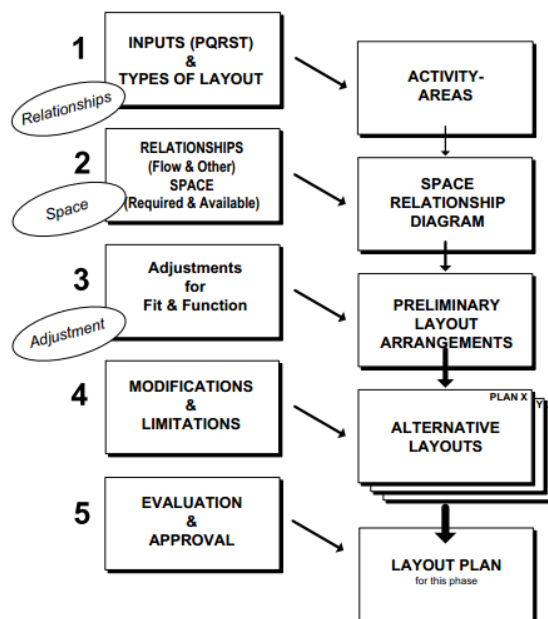 1
INPUTS (PQRST)
&
TYPES OF LAYOUT
Relationships
ACTIVITY-
AREAS
2
RELATIONSHIPS
(Flow & Other)
SPACE
(Required & Available)
Space
SPACE
RELATIONSHIP
DIAGRAM
3
Adjustments
for
Fit & Function
Adjustment
PRELIMINARY
LAYOUT
ARRANGEMENTS
4
MODIFICATIONS
&
LIMITATIONS
PLAN X
Y
ALTERNATIVE
LAYOUTS
5
EVALUATION
&
APPROVAL
LAYOUT PLAN
for this phase